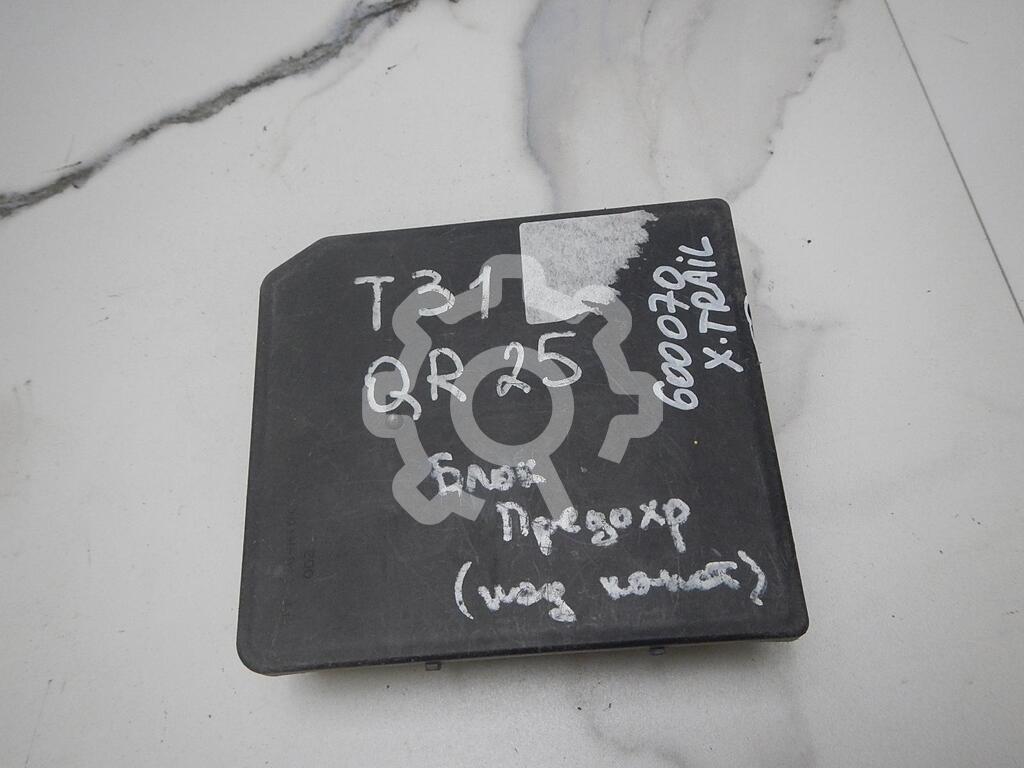 T31
QR25
Блок
Предохр
(под капот)
600070
X-TRAIL